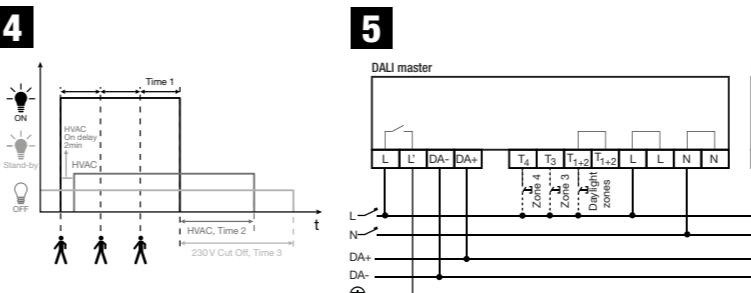 4
Time 1
ON
HVAC
On delay
2min
Stand-by
HVAC
OFF
t
HVAC, Time 2
230 V Cut Off, Time 3
5
DALI master
L L' DA- DA+ T4 T3 T1+2 T1+2 L L N N
Zone 4
Zone 3
Daylight
zones
L
N
DA+
DA-